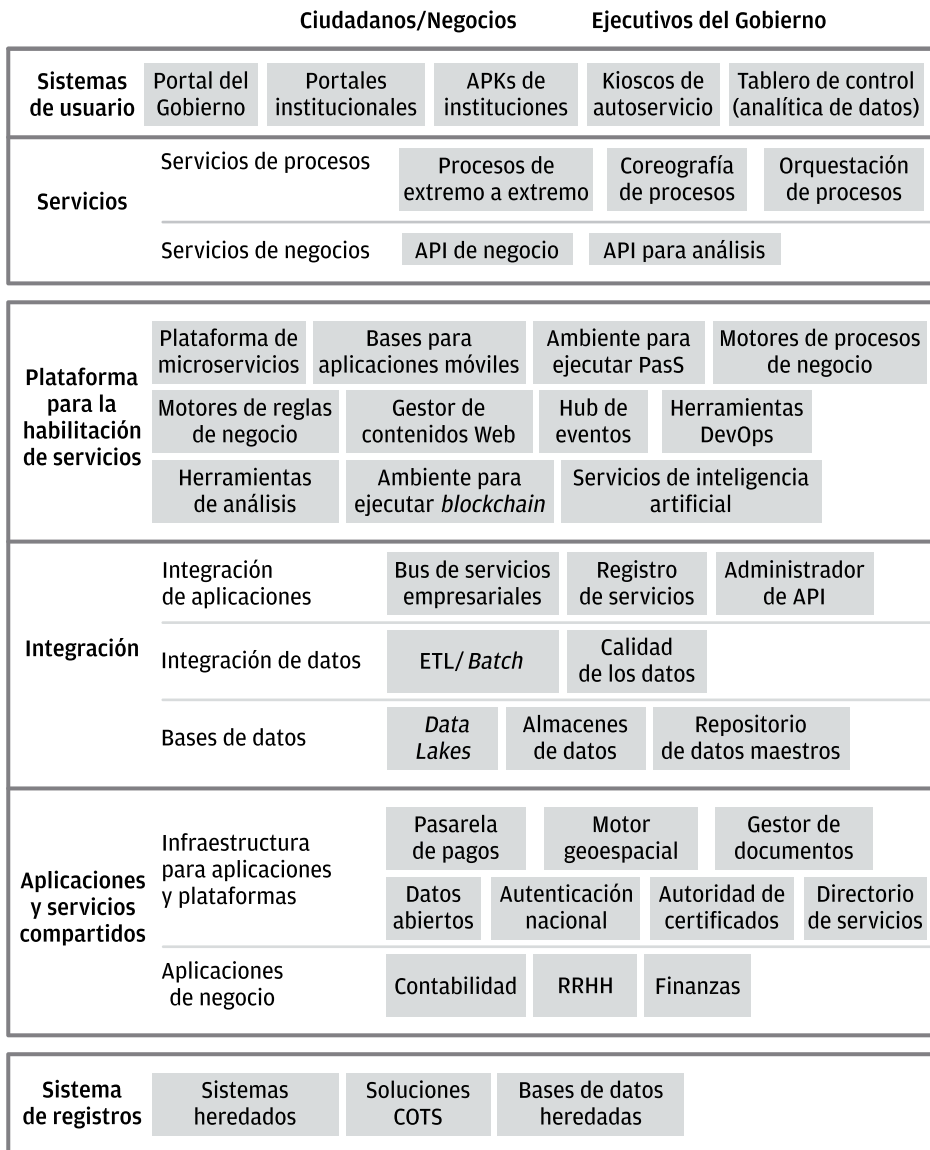 Ciudadanos/Negocios
Ejecutivos del Gobierno
Sistemas
de usuario
Portal del
Gobierno
Portales
institucionales
APKs de
instituciones
Kioscos de
autoservicio
Tablero de control
(analítica de datos)
Servicios
Servicios de procesos
Procesos de
extremo a extremo
Coreografía
de procesos
Orquestación
de procesos
Servicios de negocios
API de negocio
API para análisis
Plataforma
para la
habilitación
de servicios
Plataforma de
microservicios
Bases para
aplicaciones móviles
Ambiente para
ejecutar PasS
Motores de procesos
de negocio
Motores de reglas
de negocio
Gestor de
contenidos Web
Hub de
eventos
Herramientas
DevOps
Herramientas
de análisis
Ambiente para
ejecutar blockchain
Servicios de inteligencia
artificial
Integración
Integración
de aplicaciones
Bus de servicios
empresariales
Registro
de servicios
Administrador
de API
Integración de datos
ETL/ Batch
Calidad
de los datos
Bases de datos
Data
Lakes
Almacenes
de datos
Repositorio
de datos maestros
Aplicaciones
y servicios
compartidos
Infraestructura
para aplicaciones
y plataformas
Pasarela
de pagos
Motor
geoespacial
Gestor de
documentos
Datos
abiertos
Autenticación
nacional
Autoridad de
certificados
Directorio
de servicios
Aplicaciones
de negocio
Contabilidad
RRHH
Finanzas
Sistema
de registros
Sistemas
heredados
Soluciones
COTS
Bases de datos
heredadas